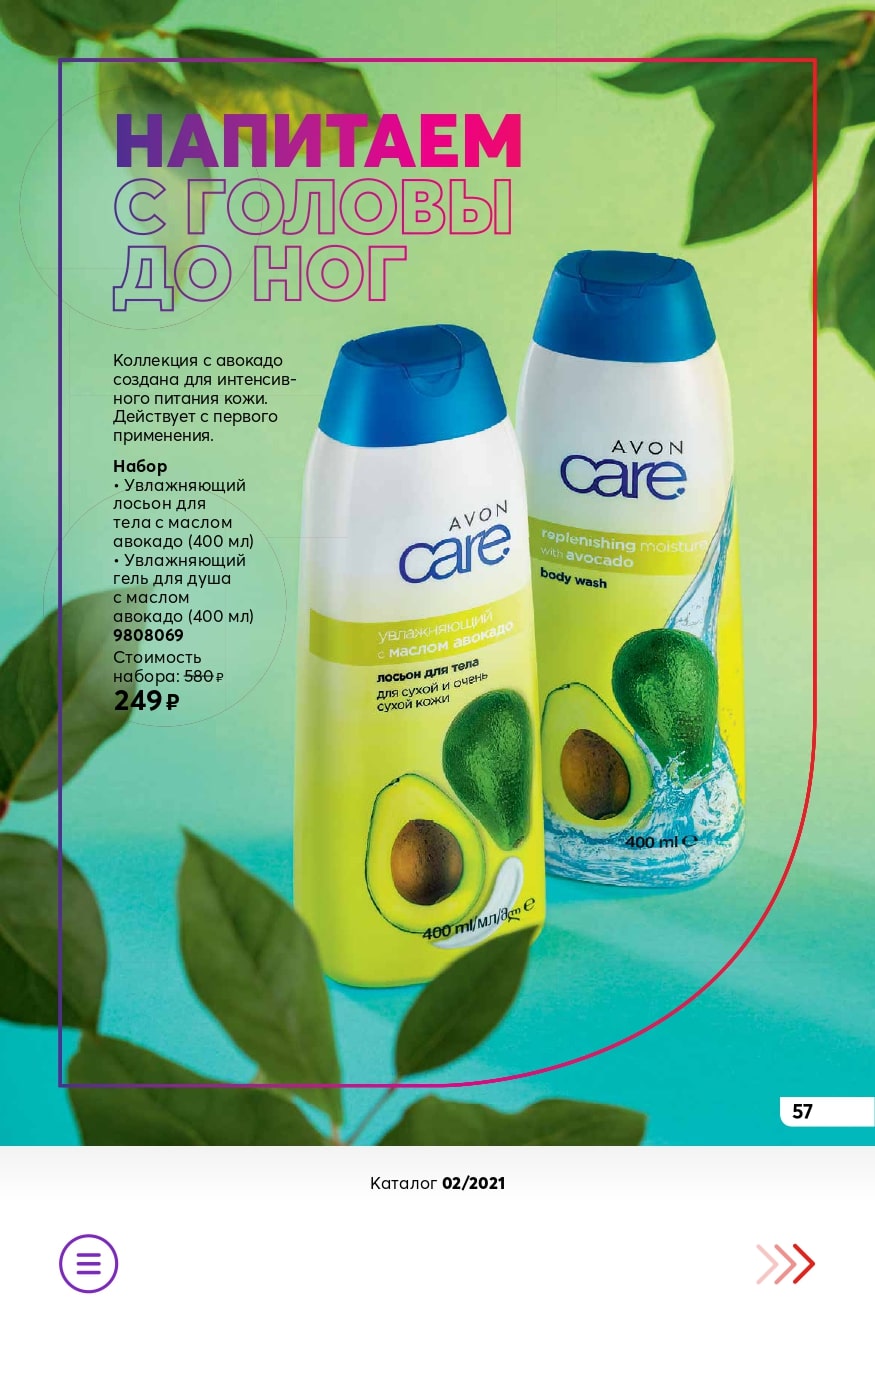 НАПИТАЕМ
С ГОЛОВЫ
ДО НОГ
Коллекция с авокадо
создана для интенсив-
ного питания кожи.
Действует с первого
применения.
Набор
• Увлажняющий
лосьон для
тела с маслом
авокадо (400 мл)
• Увлажняющий
гель для душа
с маслом
авокадо (400 мл)
9808069
Стоимость
набора: 580 ₽
249 ₽
AVON
care
увлажняющий
с маслом авокадо
лосьон для тела
для сухой и очень
сухой кожи
400 ml/мл/მლ ℮
AVON
care
replenishing moisture
with avocado
body wash
400 ml ℮
57
Каталог 02/2021